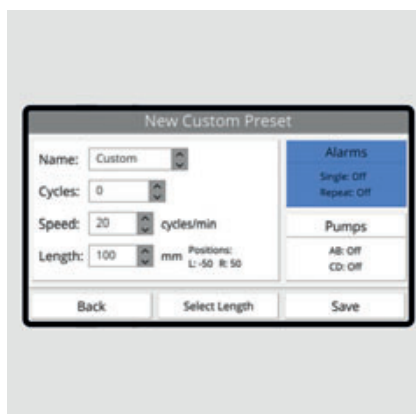 New Custom Preset
Name: Custom
Cycles: 0
Speed: 20 cycles/min
Length: 100 mm Positions:
L: -50 R: 50
Alarms
Single: Off
Repeat: Off
Pumps
AB: Off
CD: Off
Back Select Length Save